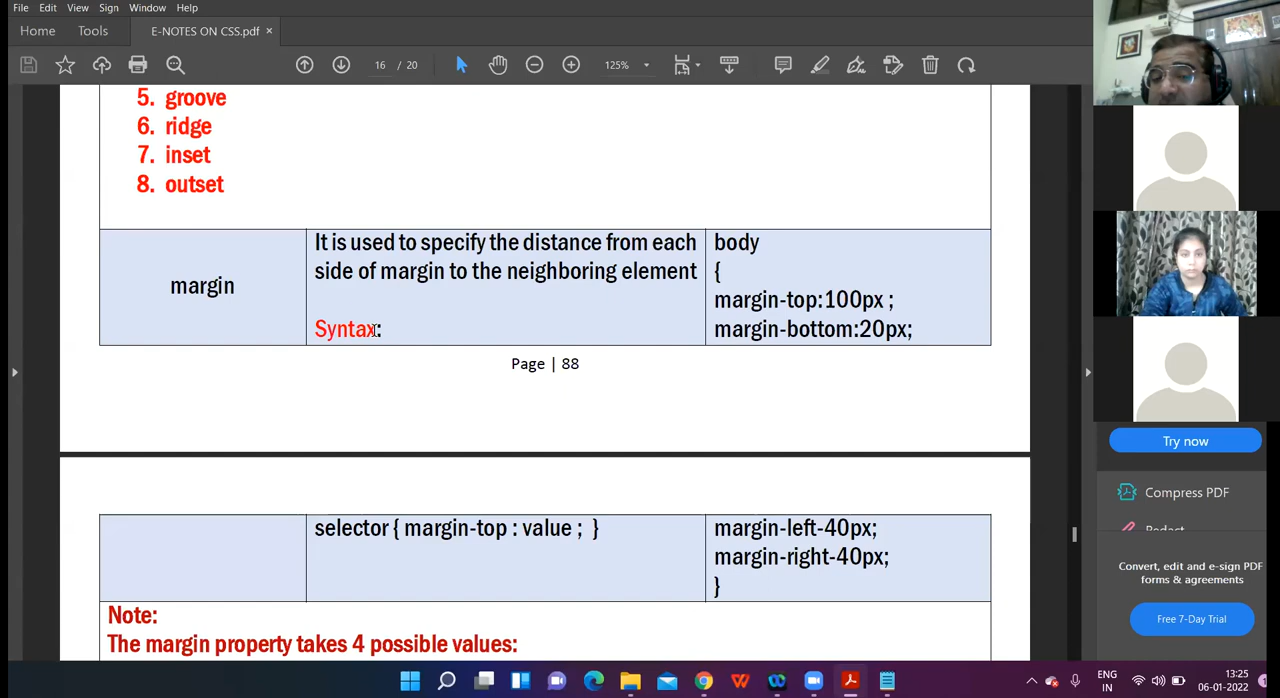 File Edit View Sign Window Help
Home Tools E-NOTES ON CSS.pdf ×
16 / 20 125%
5. groove
6. ridge
7. inset
8. outset
margin
It is used to specify the distance from each
side of margin to the neighboring element
Syntax:
body
{
margin-top:100px ;
margin-bottom:20px;
Page | 88
selector { margin-top : value ; }
margin-left-40px;
margin-right-40px;
}
Note:
The margin property takes 4 possible values:
Try now
Compress PDF
Redact
Convert, edit and e-sign PDF
forms & agreements
Free 7-Day Trial
ENG
IN
13:25
06-01-2022